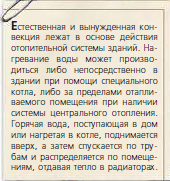 Естественная и вынужденная кон-
векция лежат в основе действия
отопительной системы зданий. На-
гревание воды может произво-
диться либо непосредственно в
здании при помощи специального
котла, либо за пределами отапли-
ваемого помещения при наличии
системы центрального отопления.
Горячая вода, поступающая в дом
или нагретая в котле, поднимается
вверх, а затем спускается по тру-
бам и распределяется по помеще-
ниям, отдавая тепло в радиаторах.